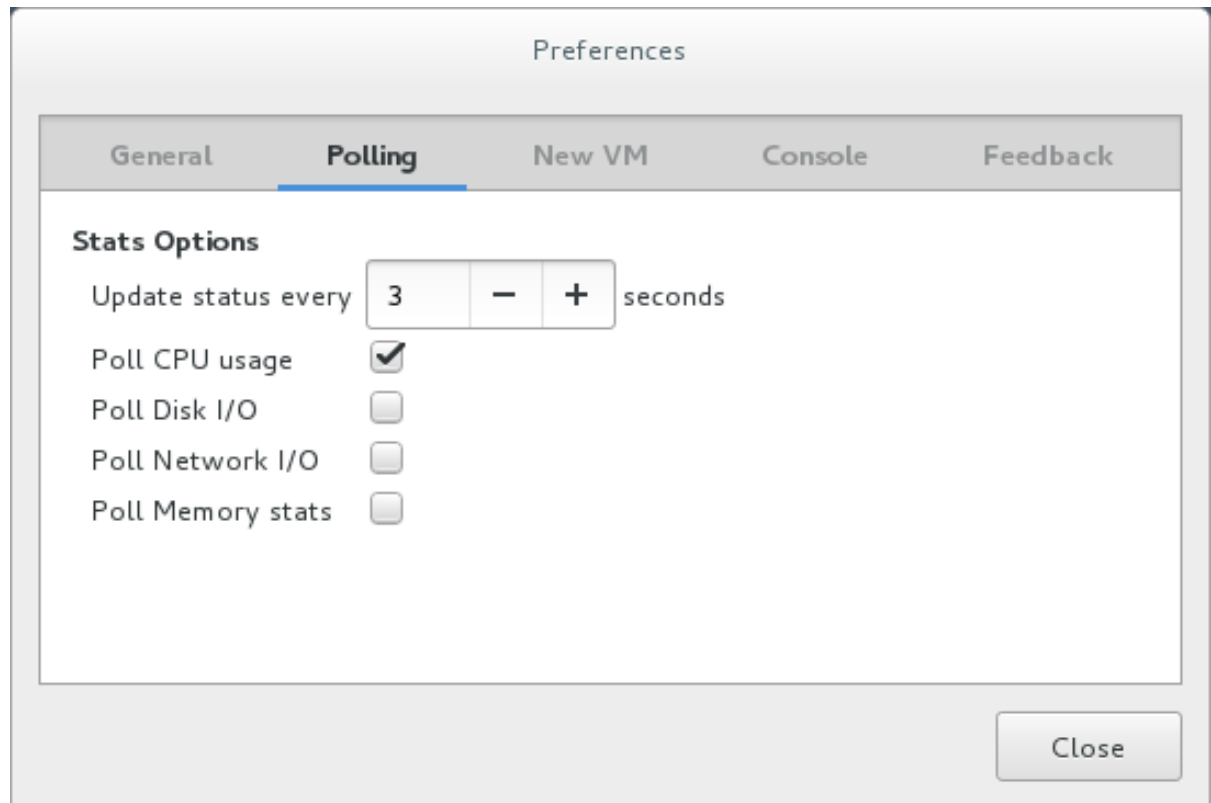 Preferences
General Polling New VM Console Feedback
Stats Options
Update status every 3 − + seconds
Poll CPU usage
Poll Disk I/O
Poll Network I/O
Poll Memory stats
Close